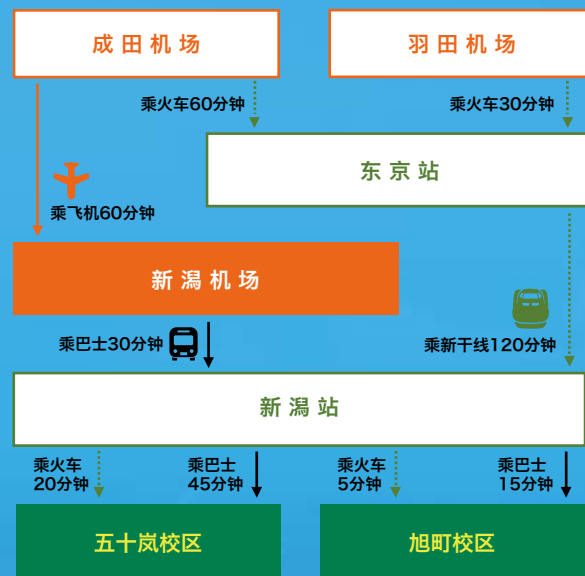 成田机场
羽田机场
乘火车60分钟
乘火车30分钟
东京站
乘飞机60分钟
新潟机场
乘巴士30分钟
乘新干线120分钟
新潟站
乘火车
20分钟
乘巴士
45分钟
乘火车
5分钟
乘巴士
15分钟
五十岚校区
旭町校区